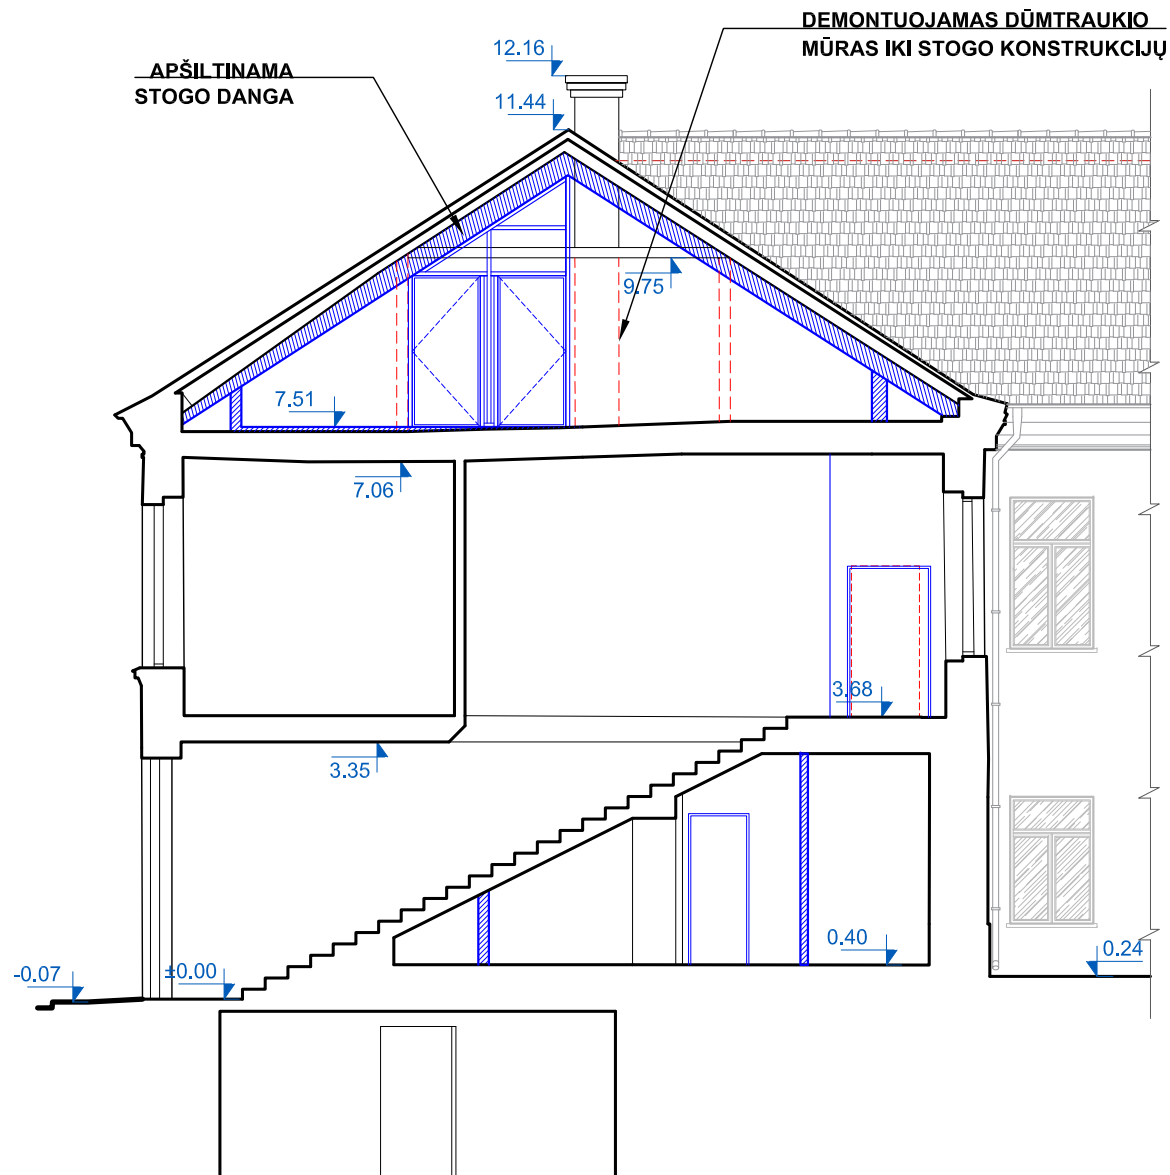 DEMONTUOJAMAS DŪMTRAUKIO
MŪRAS IKI STOGO KONSTRUKCIJŲ
12.16
APŠILTINAMA
STOGO DANGA
11.44
9.75
7.51
7.06
3.68
3.35
0.40
0.24
-0.07
±0.00